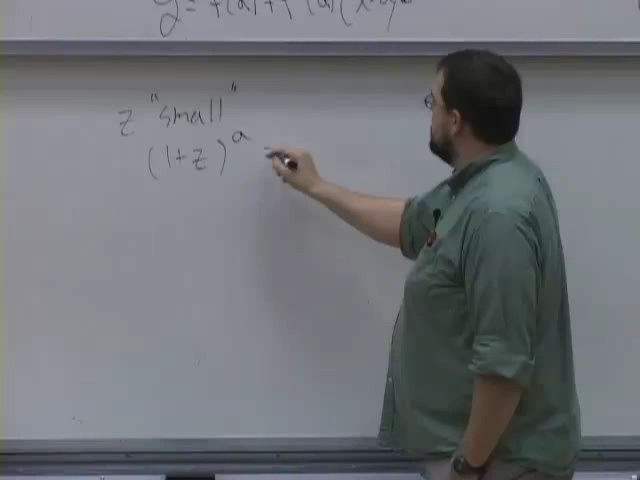 y = f(a) + f'(a)(x-a)
z "small"
(1+z)^a